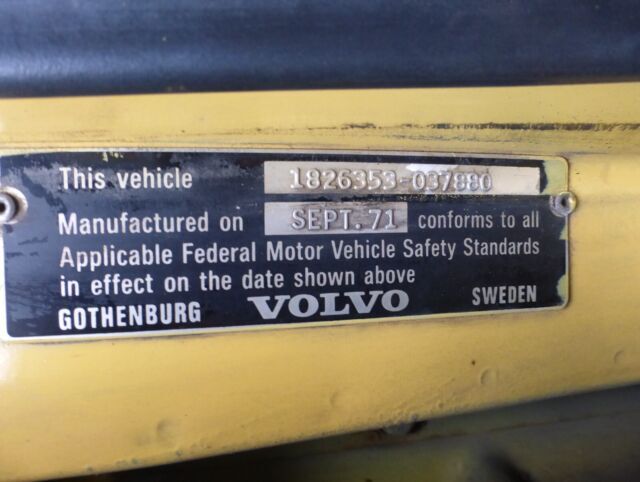 This vehicle 1826353-037880
Manufactured on SEPT. 71 conforms to all
Applicable Federal Motor Vehicle Safety Standards
in effect on the date shown above
GOTHENBURG VOLVO SWEDEN